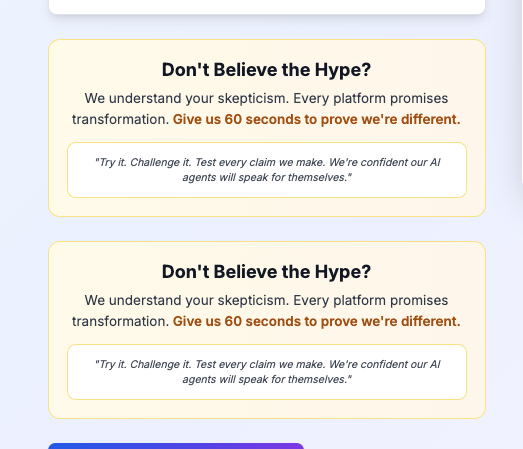 Don't Believe the Hype?
We understand your skepticism. Every platform promises
transformation. Give us 60 seconds to prove we're different.
"Try it. Challenge it. Test every claim we make. We're confident our AI
agents will speak for themselves."
Don't Believe the Hype?
We understand your skepticism. Every platform promises
transformation. Give us 60 seconds to prove we're different.
"Try it. Challenge it. Test every claim we make. We're confident our AI
agents will speak for themselves."